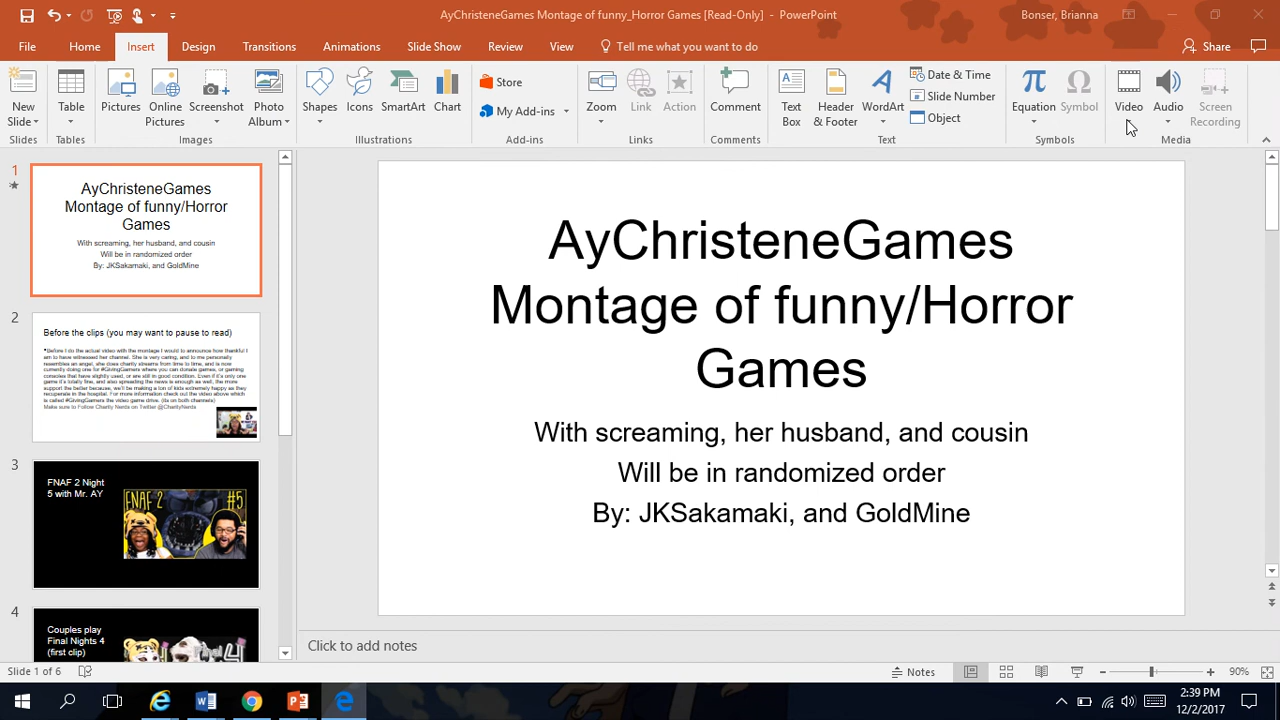 AyChristeneGames Montage of funny_Horror Games [Read-Only] - PowerPoint
Bonser, Brianna
File Home Insert Design Transitions Animations Slide Show Review View Tell me what you want to do Share
New Slide
Table
Pictures
Online Pictures
Screenshot
Photo Album
Shapes
Icons
SmartArt
Chart
Store
My Add-ins
Zoom
Link
Action
Comment
Text Box
Header & Footer
WordArt
Date & Time
Slide Number
Object
Equation
Symbol
Video
Audio
Screen Recording
Slides Tables Images Illustrations Add-ins Links Comments Text Symbols Media
1
AyChristeneGames
Montage of funny/Horror
Games
With screaming, her husband, and cousin
Will be in randomized order
By: JKSakamaki, and GoldMine
2
Before the clips (you may want to pause to read)
•Before I do the actual video with the montage I would to announce how thankful I
am to have witnessed her channel. She is very caring, and to me personally
resembles an angel, she does charity streams from time to time, and is now
currently doing one for #GivingGamers where you can donate games, or gaming
consoles that have slightly used, or are still in good condition. Even if it's only one
game it's totally fine, and also spreading the news is enough as well, the more
support the better because, we'll be making a ton of kids extremely happy as they
recuperate in the hospital. For more information check out the video above which
is called #GivingGamers the video game drive. (its on both channels)
Make sure to Follow Charity Nerds on Twitter @CharityNerds
3
FNAF 2 Night
5 with Mr. AY
FNAF 2 #5
4
Couples play
Final Nights 4
(first clip)
Final 4
AyChristeneGames
Montage of funny/Horror
Games
With screaming, her husband, and cousin
Will be in randomized order
By: JKSakamaki, and GoldMine
Click to add notes
Slide 1 of 6
Notes
90%
2:39 PM
12/2/2017